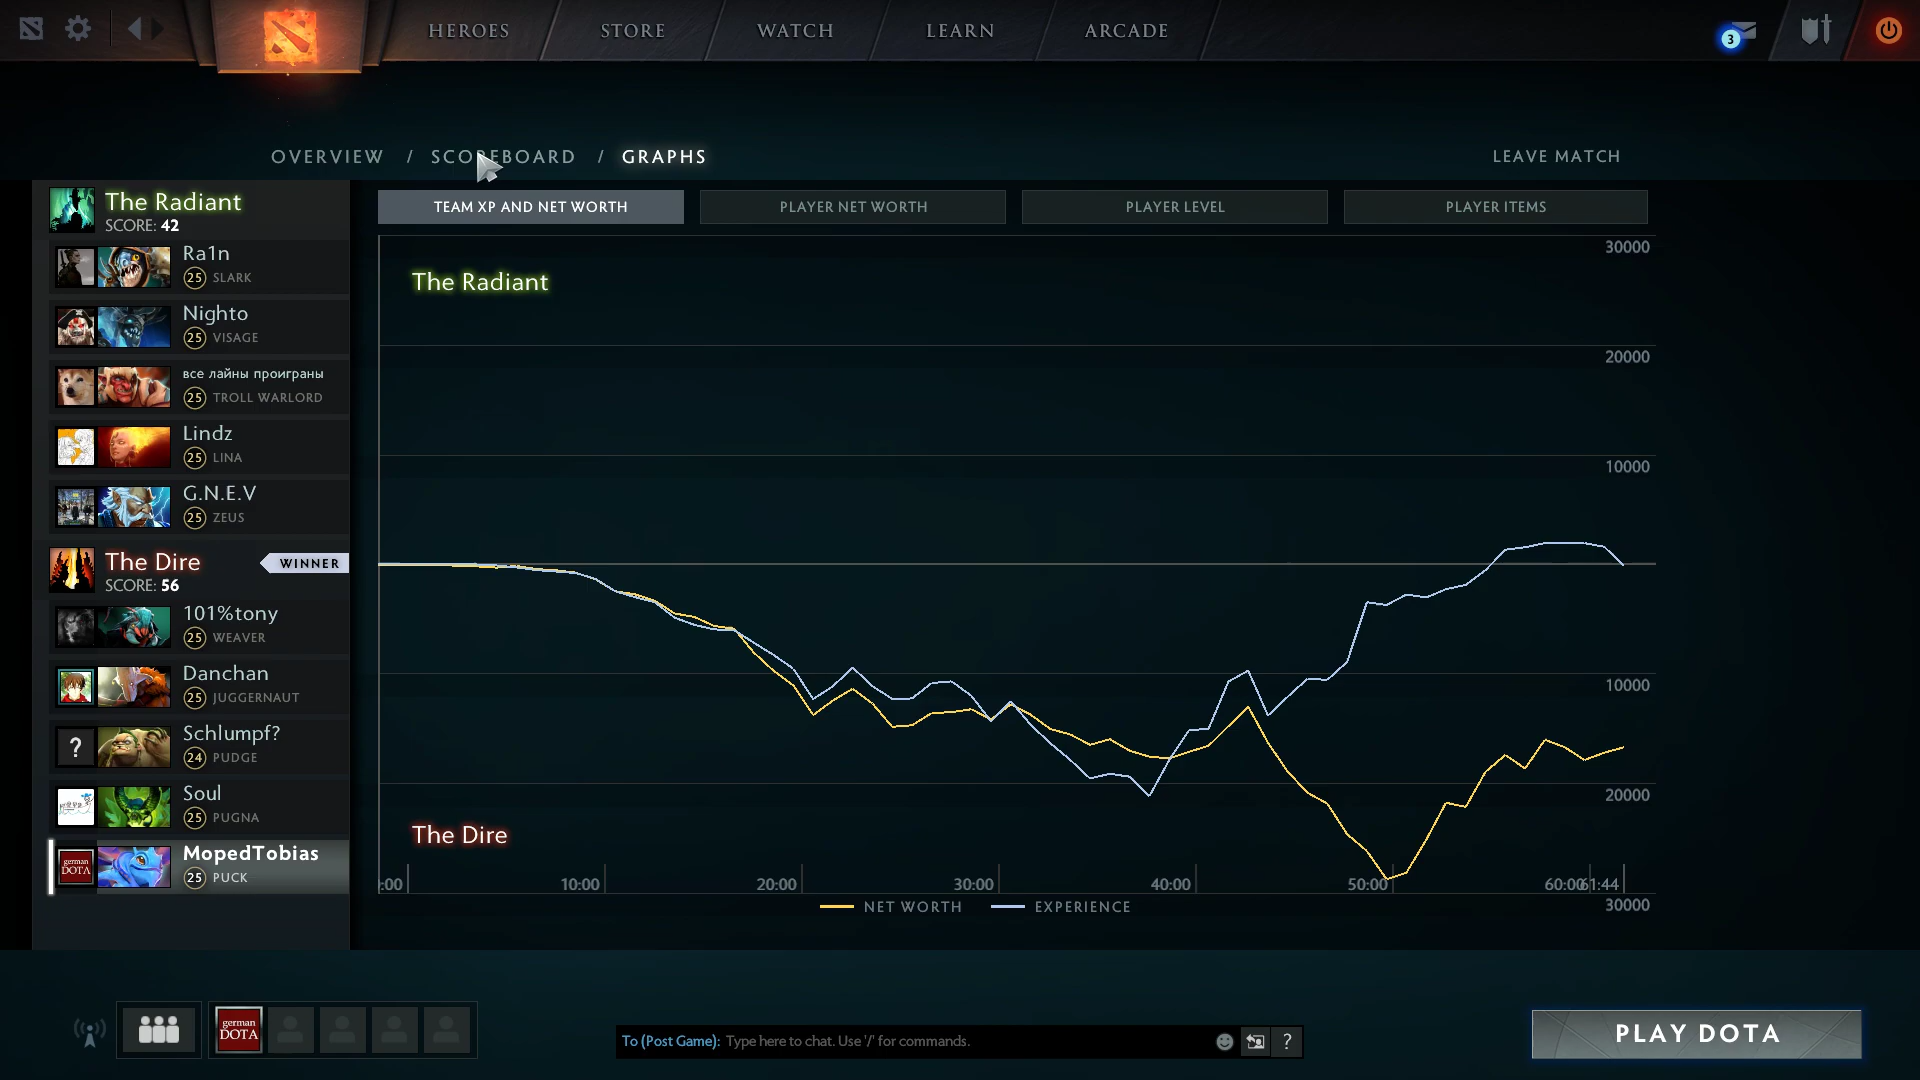 HEROES
STORE
WATCH
LEARN
ARCADE
3
OVERVIEW / SCOREBOARD / GRAPHS
LEAVE MATCH
The Radiant
SCORE: 42
Ra1n
25 SLARK
Nighto
25 VISAGE
все лайны проиграны
25 TROLL WARLORD
Lindz
25 LINA
G.N.E.V
25 ZEUS
The Dire
WINNER
SCORE: 56
101%tony
25 WEAVER
Danchan
25 JUGGERNAUT
?
Schlumpf?
24 PUDGE
Soul
25 PUGNA
german
DOTA
MopedTobias
25 PUCK
TEAM XP AND NET WORTH
PLAYER NET WORTH
PLAYER LEVEL
PLAYER ITEMS
30000
The Radiant
20000
10000
10000
20000
The Dire
:00 10:00 20:00 30:00 40:00 50:00 60:00 61:44
30000
NET WORTH
EXPERIENCE
german
DOTA
To (Post Game): Type here to chat. Use '/' for commands.
?
PLAY DOTA